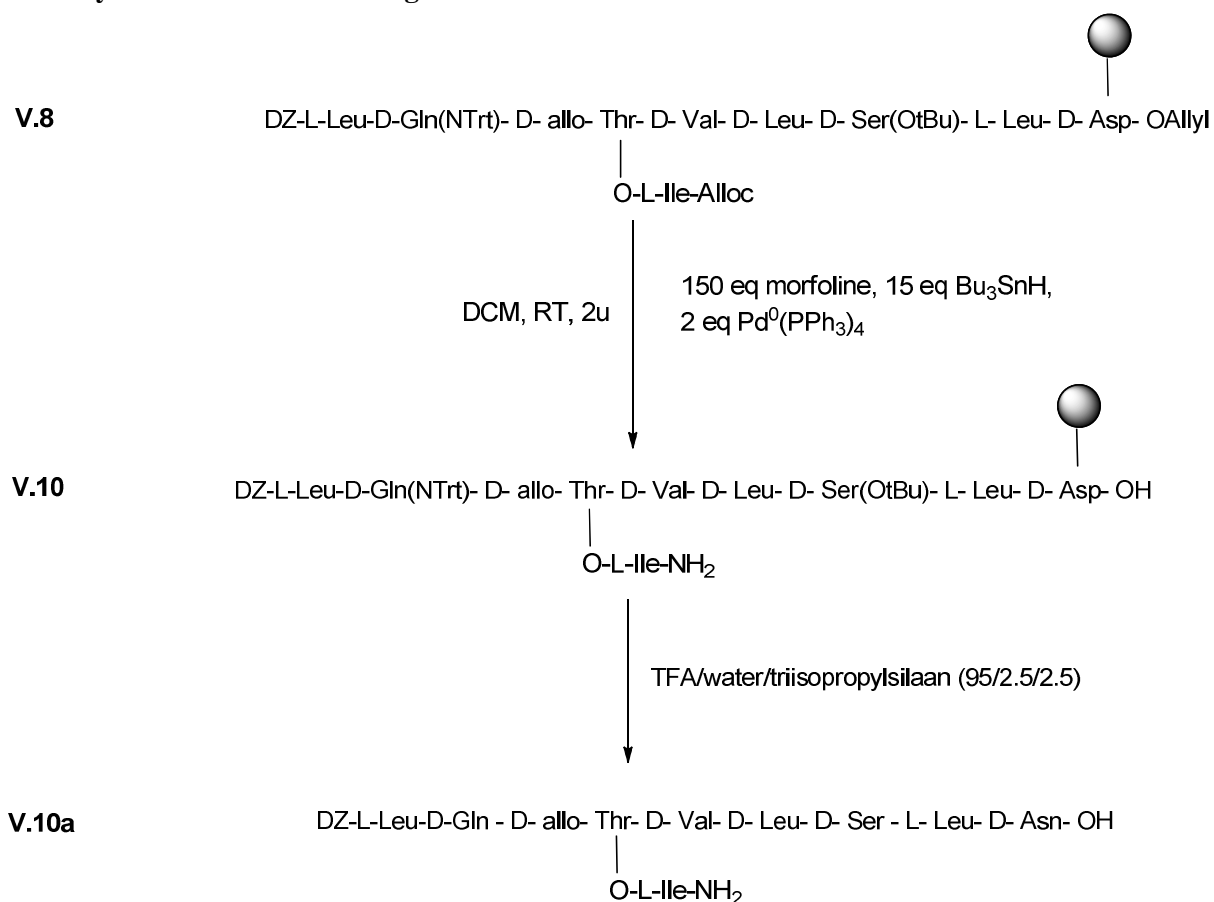 V.8
DZ-L-Leu-D-Gln(NTrt)- D- allo- Thr- D- Val- D- Leu- D- Ser(OtBu)- L- Leu- D- Asp- OAllyl
O-L-Ile-Alloc
DCM, RT, 2u
150 eq morfoline, 15 eq Bu3SnH,
2 eq Pd0(PPh3)4
V.10
DZ-L-Leu-D-Gln(NTrt)- D- allo- Thr- D- Val- D- Leu- D- Ser(OtBu)- L- Leu- D- Asp- OH
O-L-Ile-NH2
TFA/water/triisopropylsilaan (95/2.5/2.5)
V.10a
DZ-L-Leu-D-Gln - D- allo- Thr- D- Val- D- Leu- D- Ser - L- Leu- D- Asn- OH
O-L-Ile-NH2